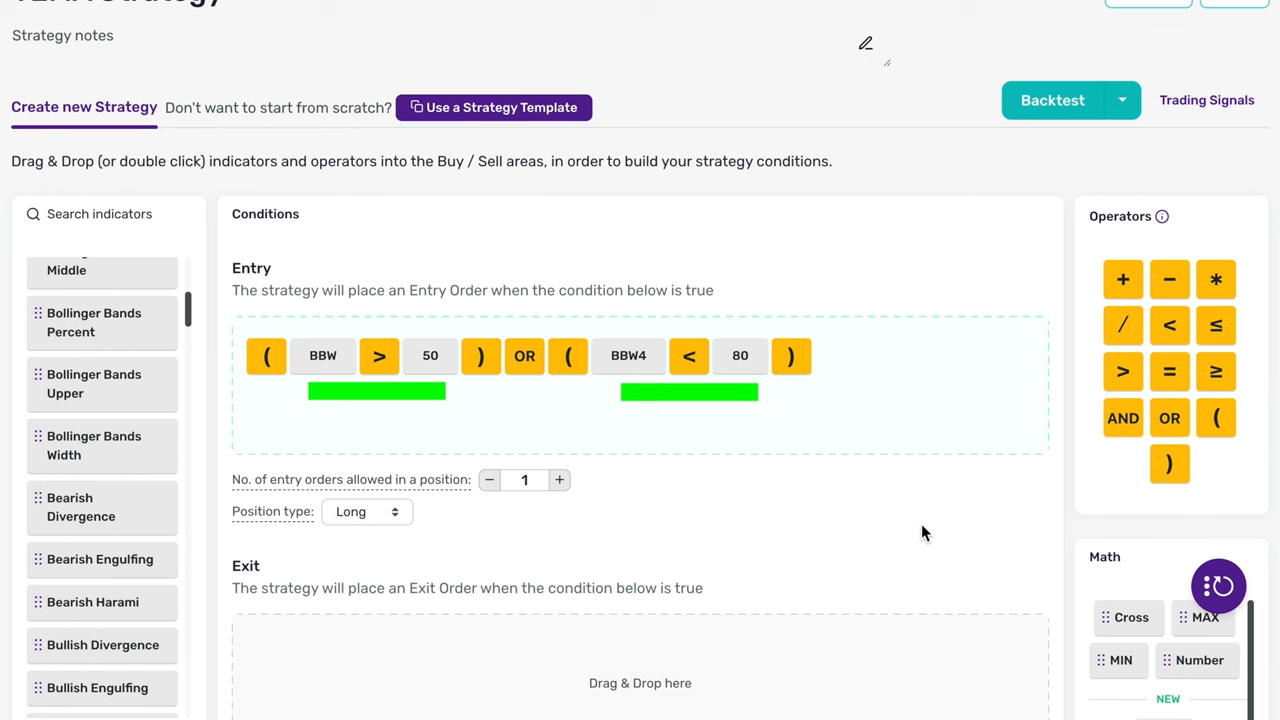 Strategy notes
Create new Strategy Don't want to start from scratch? Use a Strategy Template
Backtest
Trading Signals
Drag & Drop (or double click) indicators and operators into the Buy / Sell areas, in order to build your strategy conditions.
Search indicators
Middle
Bollinger Bands
Percent
Bollinger Bands
Upper
Bollinger Bands
Width
Bearish
Divergence
Bearish Engulfing
Bearish Harami
Bullish Divergence
Bullish Engulfing
Conditions
Entry
The strategy will place an Entry Order when the condition below is true
( BBW > 50 ) OR ( BBW4 < 80 )
No. of entry orders allowed in a position: − 1 +
Position type: Long
Exit
The strategy will place an Exit Order when the condition below is true
Drag & Drop here
Operators
+ − *
/ < ≤
> = ≥
AND OR (
)
Math
Cross MAX
MIN Number
NEW